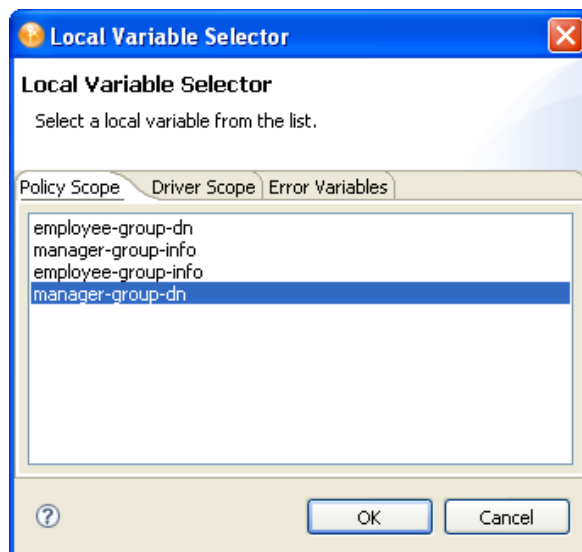 Local Variable Selector
Local Variable Selector
Select a local variable from the list.
Policy Scope Driver Scope Error Variables
employee-group-dn
manager-group-info
employee-group-info
manager-group-dn
? OK Cancel